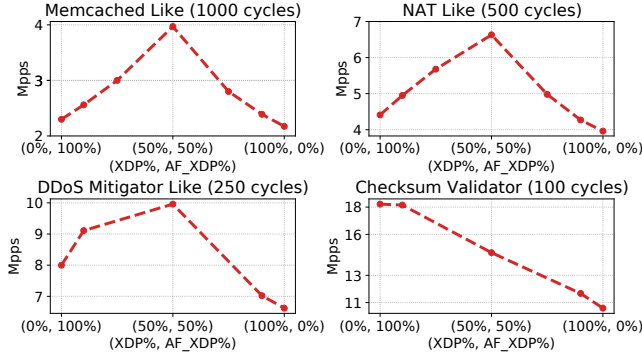 Memcached Like (1000 cycles)
4
3
2
Mpps
(0%, 100%)
(50%, 50%)
(100%, 0%)
(XDP%, AF_XDP%)
NAT Like (500 cycles)
7
6
5
4
Mpps
(0%, 100%)
(50%, 50%)
(100%, 0%)
(XDP%, AF_XDP%)
DDoS Mitigator Like (250 cycles)
10
9
8
7
Mpps
(0%, 100%)
(50%, 50%)
(100%, 0%)
(XDP%, AF_XDP%)
Checksum Validator (100 cycles)
18
16
13
11
Mpps
(0%, 100%)
(50%, 50%)
(100%, 0%)
(XDP%, AF_XDP%)